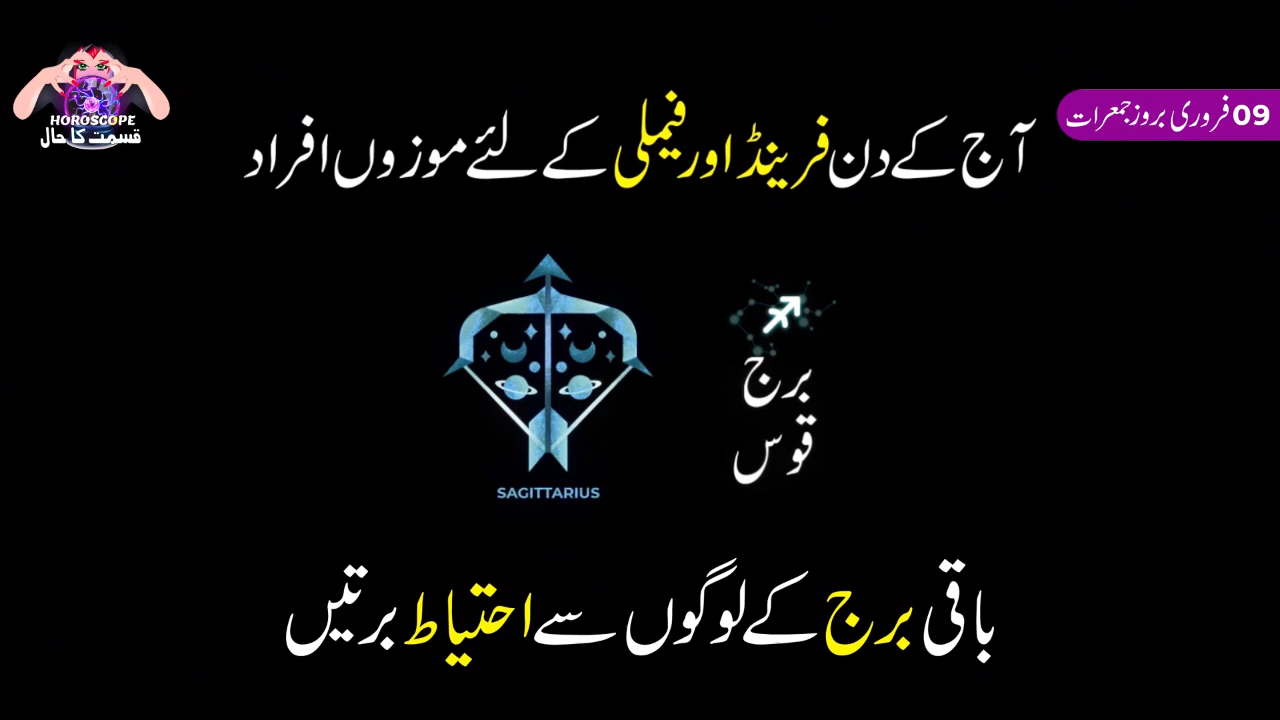 09 فروری بروز جمعرات
HOROSCOPE
قسمت کا حال
آج کے دن فرینڈ اور فیملی کے لئے موزوں افراد
برج
قوس
SAGITTARIUS
باقی برج کے لوگوں سے احتیاط برتیں